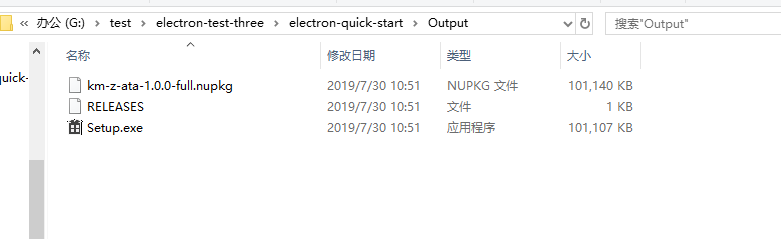 « 办公 (G:) › test › electron-test-three › electron-quick-start › Output
搜索"Output"
名称 修改日期 类型 大小
quick-
km-z-ata-1.0.0-full.nupkg 2019/7/30 10:51 NUPKG 文件 101,140 KB
RELEASES 2019/7/30 10:51 文件 1 KB
Setup.exe 2019/7/30 10:51 应用程序 101,107 KB